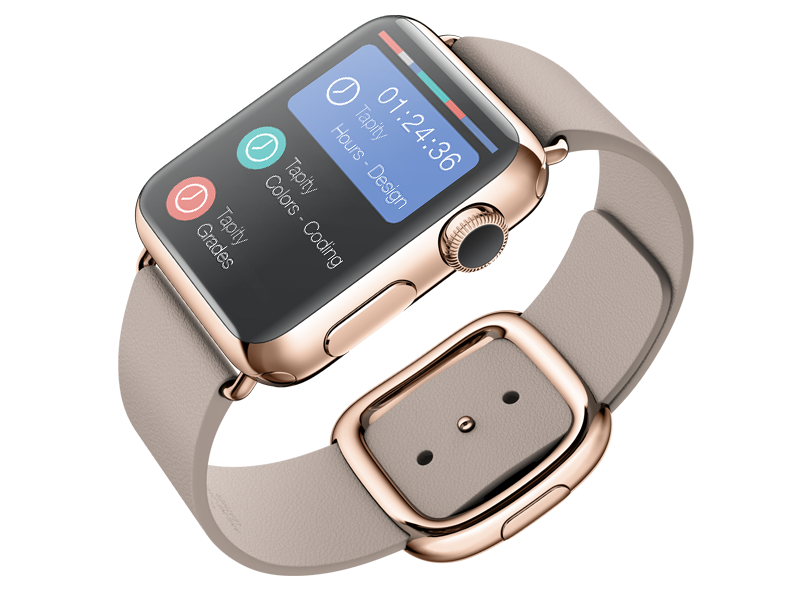 01:24:36
Tapity
Hours - Design
Tapity
Colors - Coding
Tapity
Grades